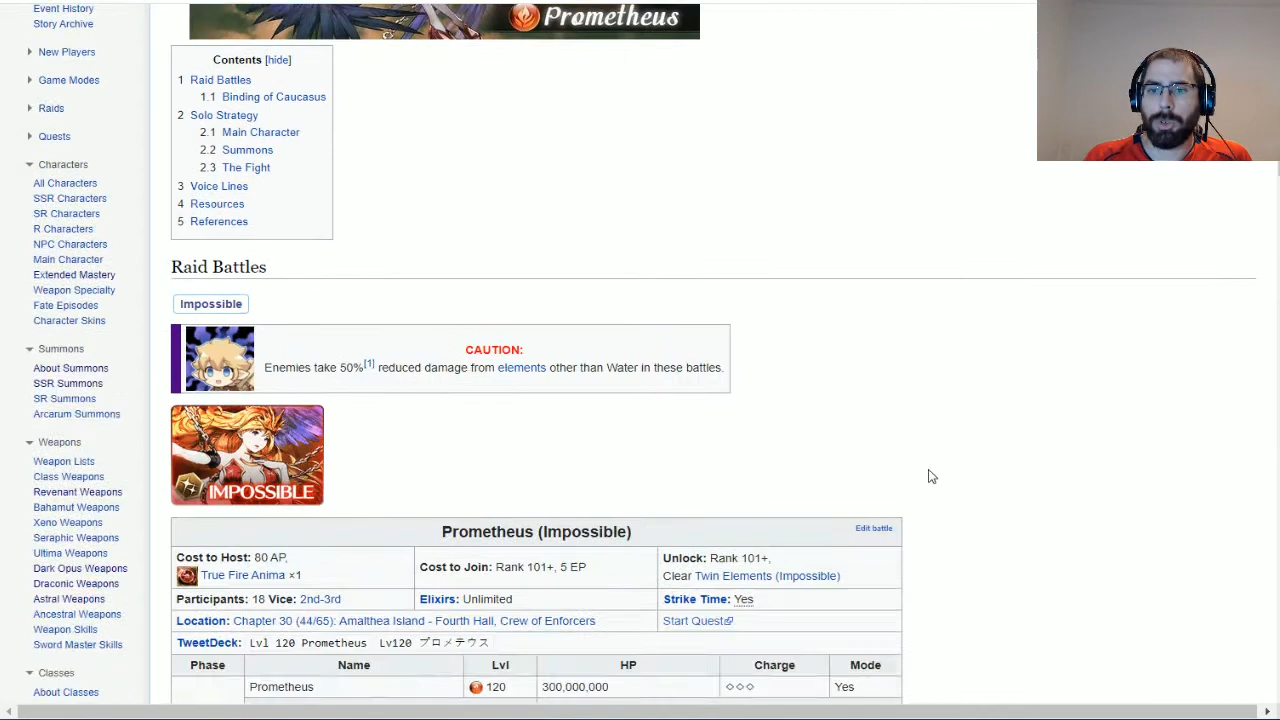 Event History
Story Archive
New Players
Game Modes
Raids
Quests
Characters
All Characters
SSR Characters
SR Characters
R Characters
NPC Characters
Main Character
Extended Mastery
Weapon Specialty
Fate Episodes
Character Skins
Summons
About Summons
SSR Summons
SR Summons
Arcarum Summons
Weapons
Weapon Lists
Class Weapons
Revenant Weapons
Bahamut Weapons
Xeno Weapons
Seraphic Weapons
Ultima Weapons
Dark Opus Weapons
Draconic Weapons
Astral Weapons
Ancestral Weapons
Weapon Skills
Sword Master Skills
Classes
About Classes
Prometheus
Contents [hide]
1 Raid Battles
1.1 Binding of Caucasus
2 Solo Strategy
2.1 Main Character
2.2 Summons
2.3 The Fight
3 Voice Lines
4 Resources
5 References
Raid Battles
Impossible
CAUTION:
Enemies take 50%[1] reduced damage from elements other than Water in these battles.
IMPOSSIBLE
Prometheus (Impossible) Edit battle
Cost to Host: 80 AP,
True Fire Anima ×1
Cost to Join: Rank 101+, 5 EP
Unlock: Rank 101+,
Clear Twin Elements (Impossible)
Participants: 18 Vice: 2nd-3rd Elixirs: Unlimited Strike Time: Yes
Location: Chapter 30 (44/65): Amalthea Island - Fourth Hall, Crew of Enforcers Start Quest
TweetDeck: Lvl 120 Prometheus Lv120 プロメテウス
Phase Name Lvl HP Charge Mode
Prometheus 120 300,000,000 ◇◇◇ Yes